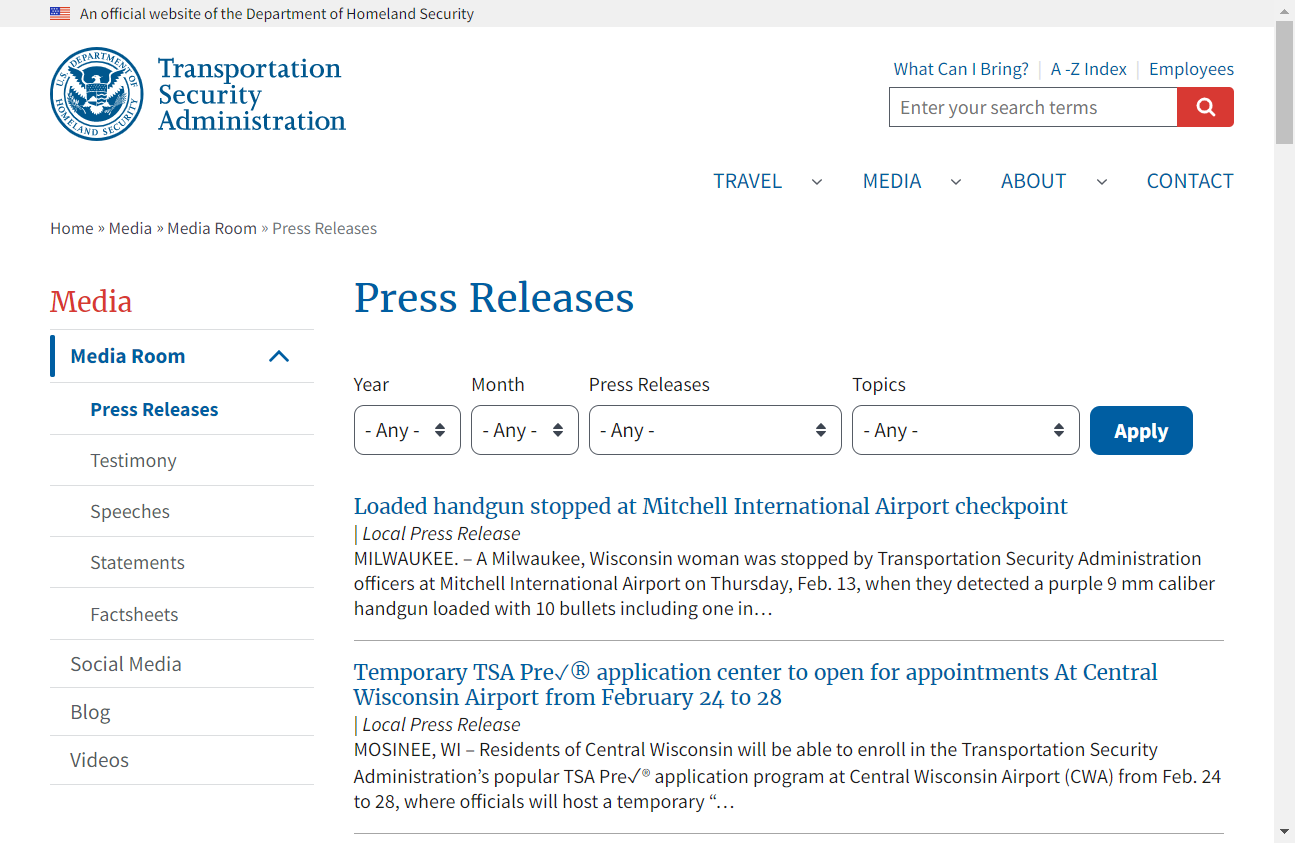 An official website of the Department of Homeland Security
U.S. DEPARTMENT OF HOMELAND SECURITY
Transportation
Security
Administration
What Can I Bring? A -Z Index Employees
Enter your search terms
TRAVEL MEDIA ABOUT CONTACT
Home » Media » Media Room » Press Releases
Media
Media Room
Press Releases
Testimony
Speeches
Statements
Factsheets
Social Media
Blog
Videos
Press Releases
Year Month Press Releases Topics
- Any - - Any - - Any - - Any - Apply
Loaded handgun stopped at Mitchell International Airport checkpoint
| Local Press Release
MILWAUKEE. – A Milwaukee, Wisconsin woman was stopped by Transportation Security Administration
officers at Mitchell International Airport on Thursday, Feb. 13, when they detected a purple 9 mm caliber
handgun loaded with 10 bullets including one in…
Temporary TSA Pre✓® application center to open for appointments At Central
Wisconsin Airport from February 24 to 28
| Local Press Release
MOSINEE, WI – Residents of Central Wisconsin will be able to enroll in the Transportation Security
Administration’s popular TSA Pre✓® application program at Central Wisconsin Airport (CWA) from Feb. 24
to 28, where officials will host a temporary “…